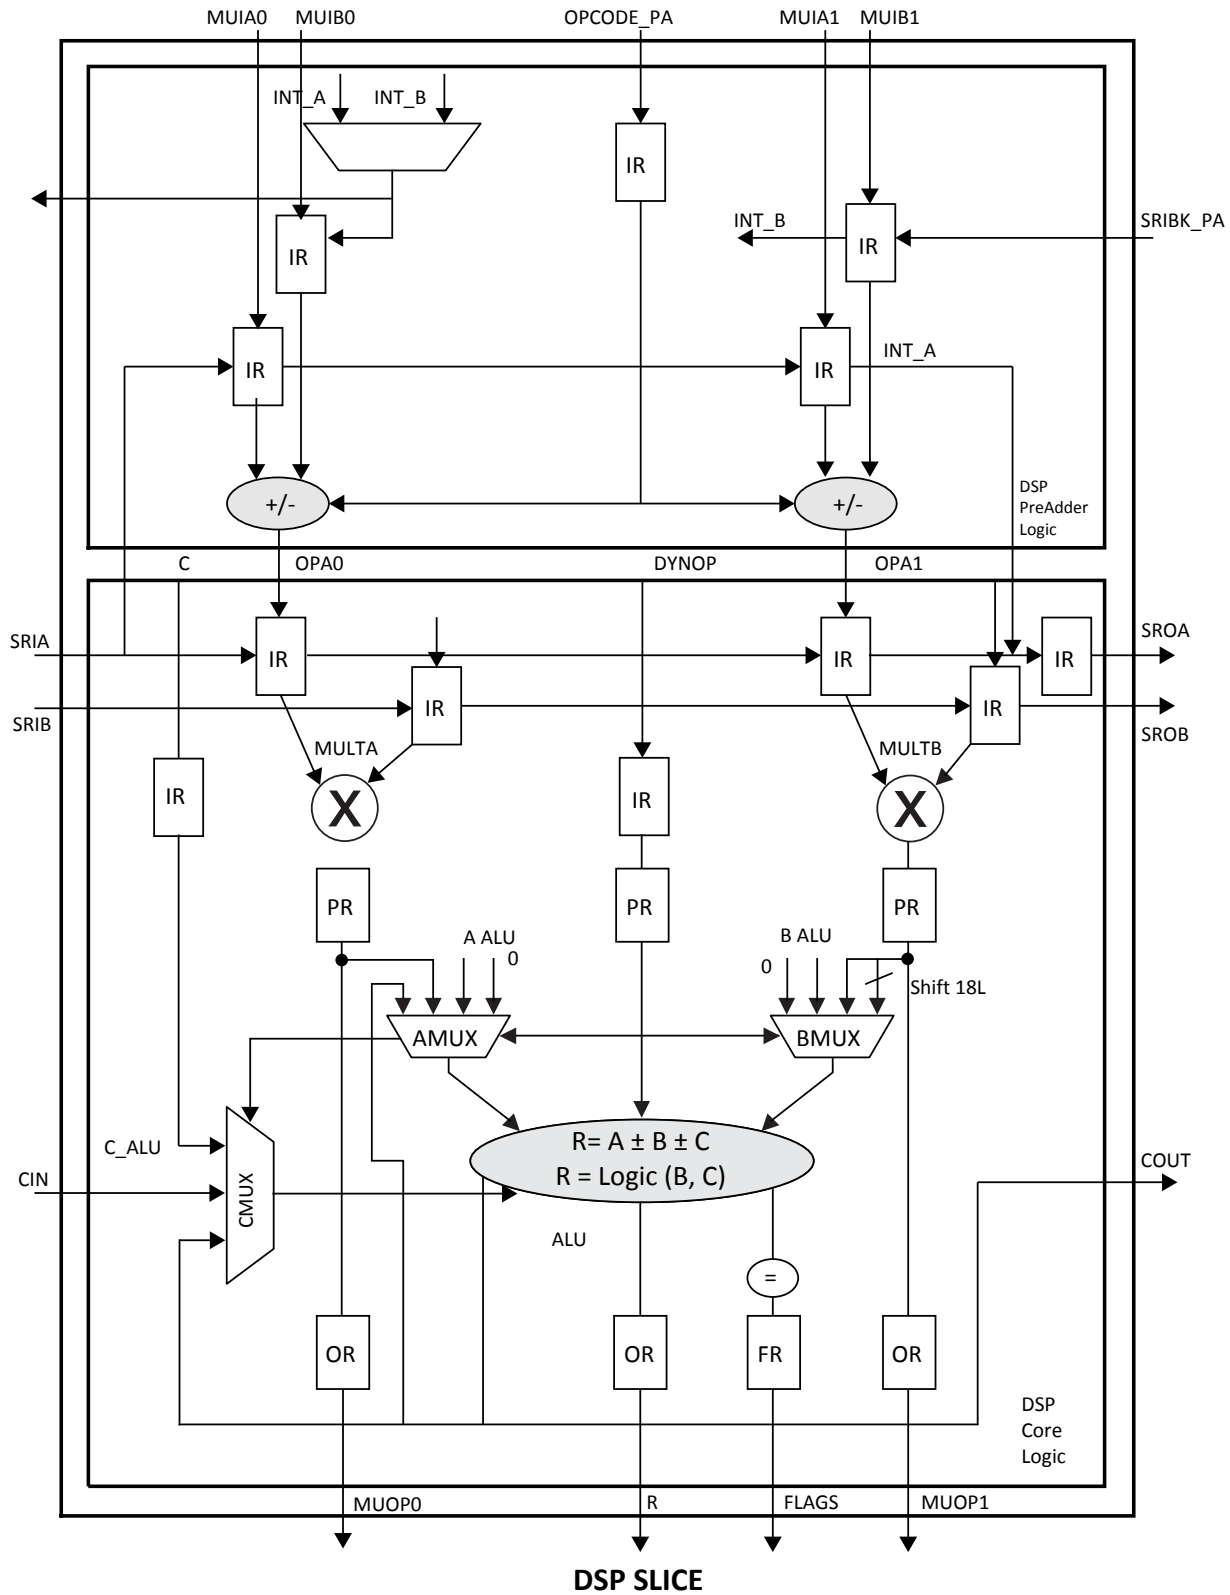 MUIA0 MUIB0 OPCODE_PA MUIA1 MUIB1
INT_A INT_B
IR
IR
INT_B IR SRIBK_PA
IR
IR IR INT_A
+/- +/-
DSP
PreAdder
Logic
C OPA0 DYNOP OPA1
SRIA IR IR IR SROA
SRIB IR IR SROB
MULTA MULTB
IR X IR X
PR PR PR
A ALU 0 B ALU 0
Shift 18L
AMUX BMUX
R= A ± B ± C
R = Logic (B, C)
C_ALU
CIN CMUX COUT
ALU
=
OR OR FR OR
DSP
Core
Logic
MUOP0 R FLAGS MUOP1
DSP SLICE